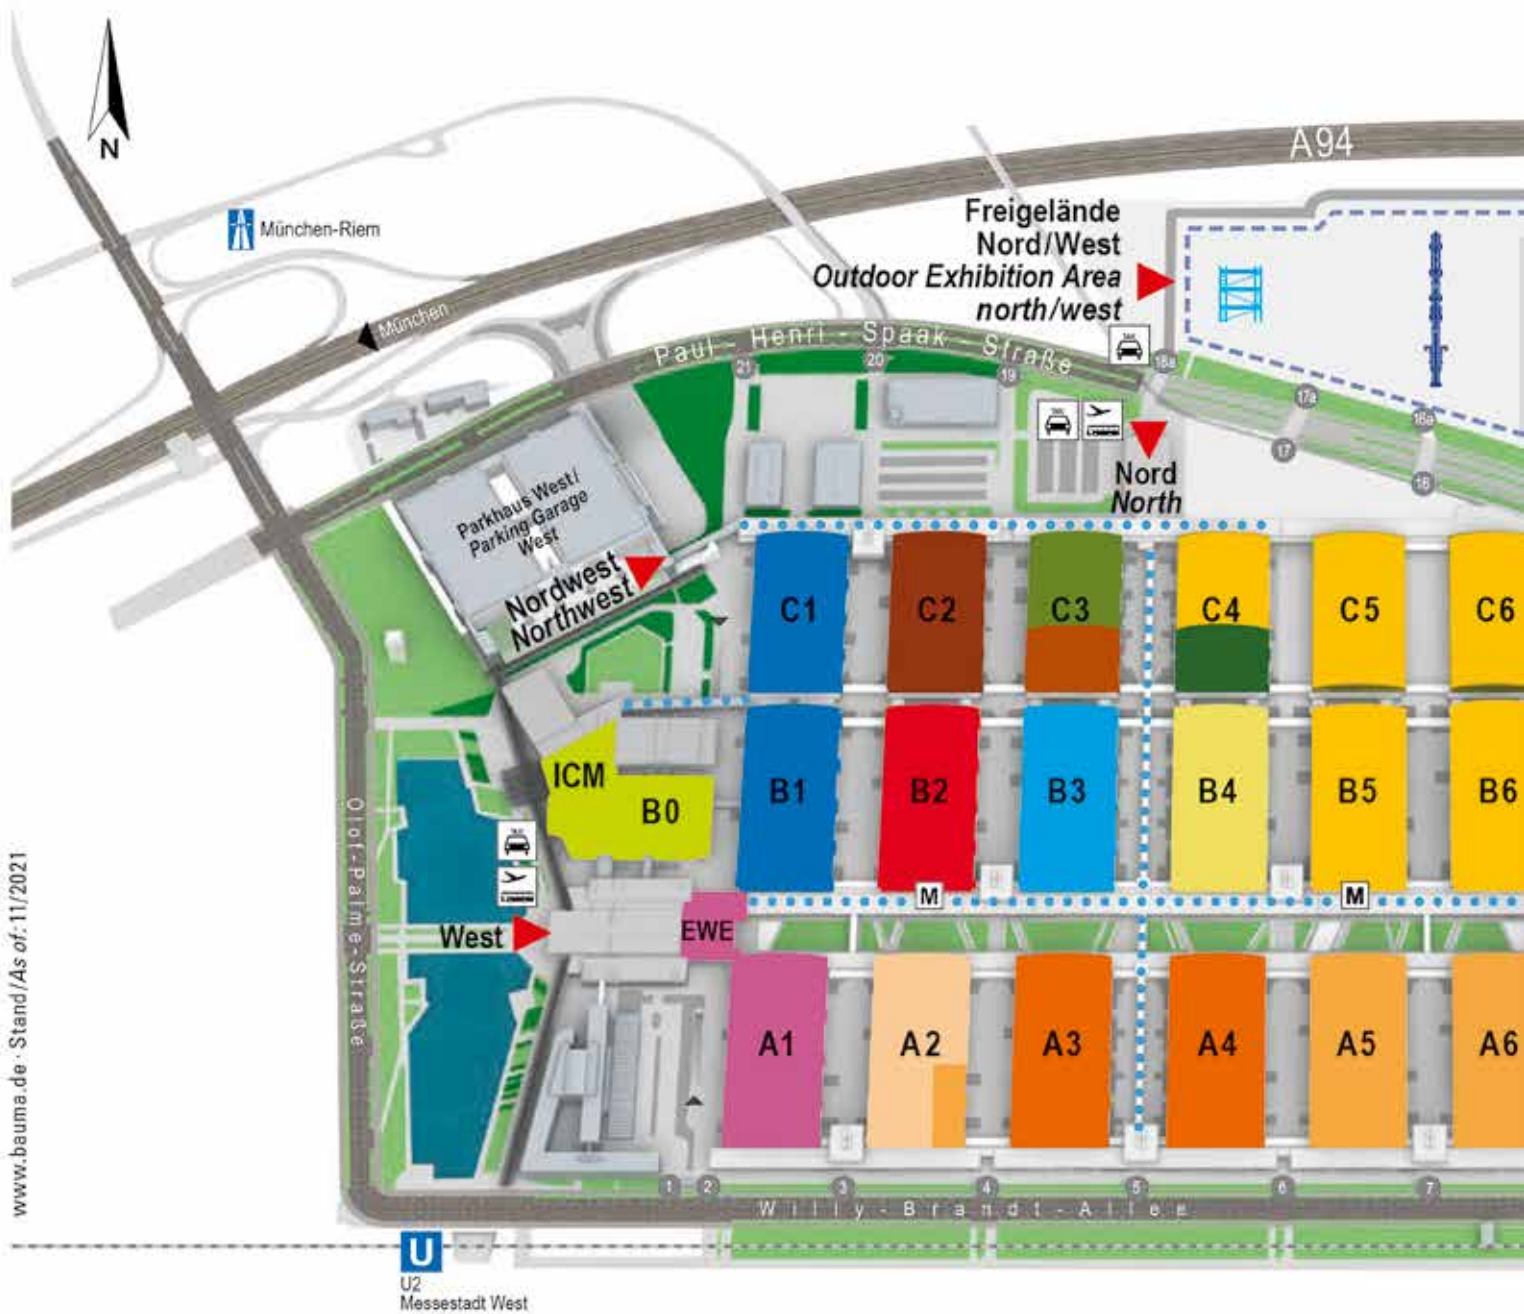 N
A94
München-Riem
München
Freigelände
Nord/West
Outdoor Exhibition Area
north/west
Paul-Henri-Spaak-Straße
TAXI
21
20
19
18a
17a
16a
17
16
TAXI
Nord
North
Parkhaus West/
Parking Garage
West
Nordwest
Northwest
C1
C2
C3
C4
C5
C6
ICM
B0
B1
B2
B3
B4
B5
B6
TAXI
M
M
West
EWE
A1
A2
A3
A4
A5
A6
Olof-Palme-Straße
1
2
3
4
5
6
7
Willy-Brandt-Allee
U
U2
Messestadt West
www.bauma.de · Stand/As of: 11/2021